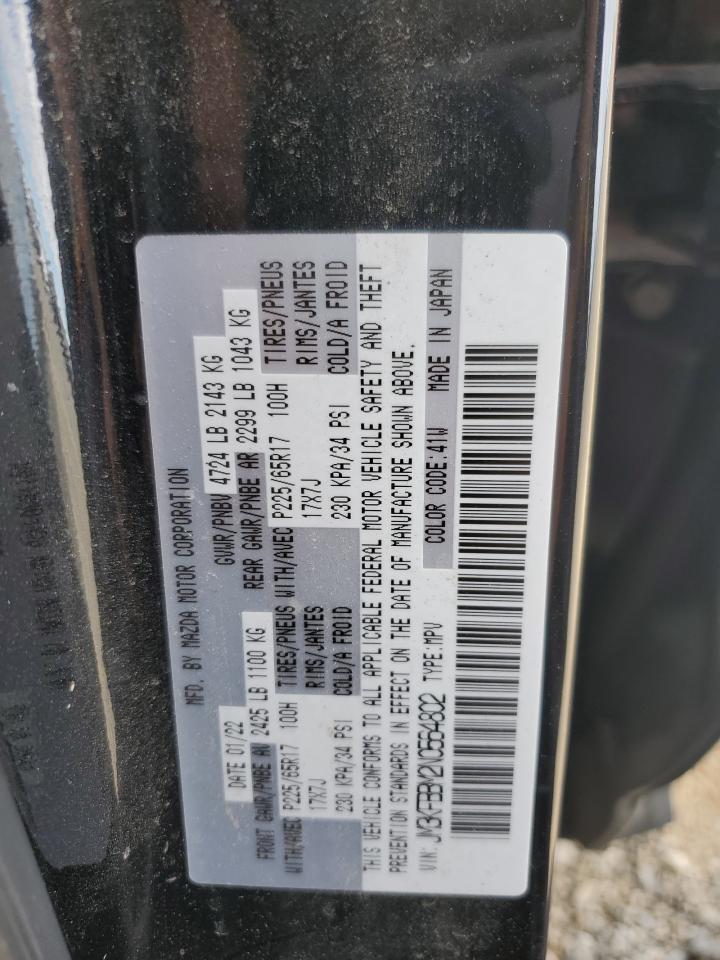 MFD. BY MAZDA MOTOR CORPORATION
DATE 01/22 GVWR/PNBV 4724 LB 2143 KG
FRONT GAWR/PNBE AV 2425 LB 1100 KG REAR GAWR/PNBE AR 2299 LB 1043 KG
WITH/AVEC P225/65R17 100H TIRES/PNEUS WITH/AVEC P225/65R17 100H TIRES/PNEUS
17X7J RIMS/JANTES 17X7J RIMS/JANTES
230 KPA/34 PSI COLD/A FROID 230 KPA/34 PSI COLD/A FROID
THIS VEHICLE CONFORMS TO ALL APPLICABLE FEDERAL MOTOR VEHICLE SAFETY AND THEFT
PREVENTION STANDARDS IN EFFECT ON THE DATE OF MANUFACTURE SHOWN ABOVE.
VIN:JM3KFBBM2N0564802 TYPE:MPV COLOR CODE:41W MADE IN JAPAN